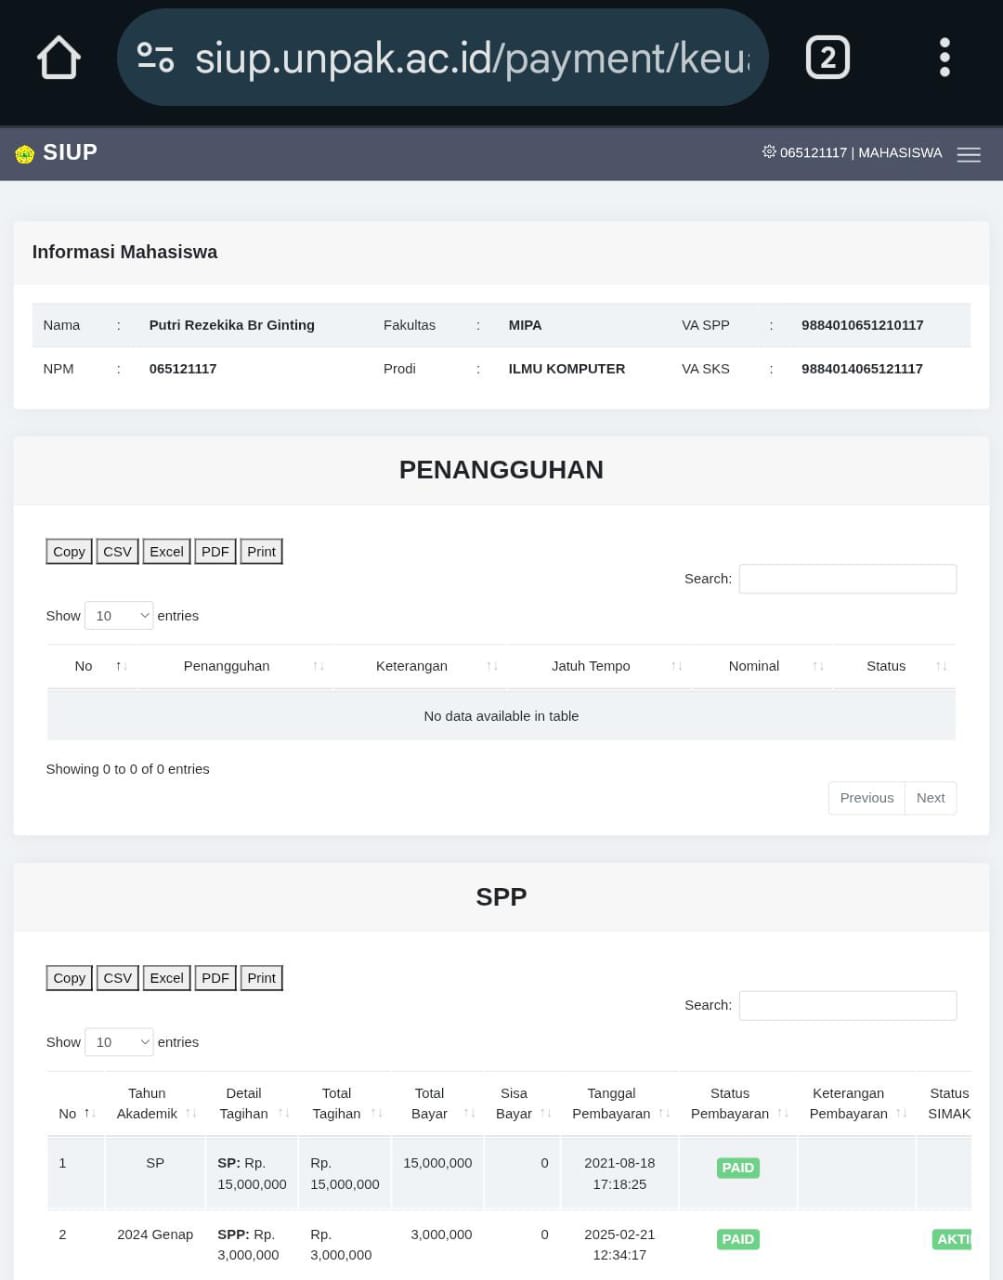 siup.unpak.ac.id/payment/keua
2
SIUP
065121117 | MAHASISWA
Informasi Mahasiswa
Nama : Putri Rezekika Br Ginting Fakultas : MIPA VA SPP : 9884010651210117
NPM : 065121117 Prodi : ILMU KOMPUTER VA SKS : 9884014065121117
PENANGGUHAN
Copy CSV Excel PDF Print
Search:
Show 10 entries
No Penangguhan Keterangan Jatuh Tempo Nominal Status
No data available in table
Showing 0 to 0 of 0 entries
Previous Next
SPP
Copy CSV Excel PDF Print
Search:
Show 10 entries
Tahun Detail Total Total Sisa Tanggal Status Keterangan Status
No Akademik Tagihan Tagihan Bayar Bayar Pembayaran Pembayaran Pembayaran SIMAK
1 SP SP: Rp. Rp. 15,000,000 0 2021-08-18 PAID
15,000,000 15,000,000 17:18:25
2 2024 Genap SPP: Rp. Rp. 3,000,000 0 2025-02-21 PAID AKTI
3,000,000 3,000,000 12:34:17